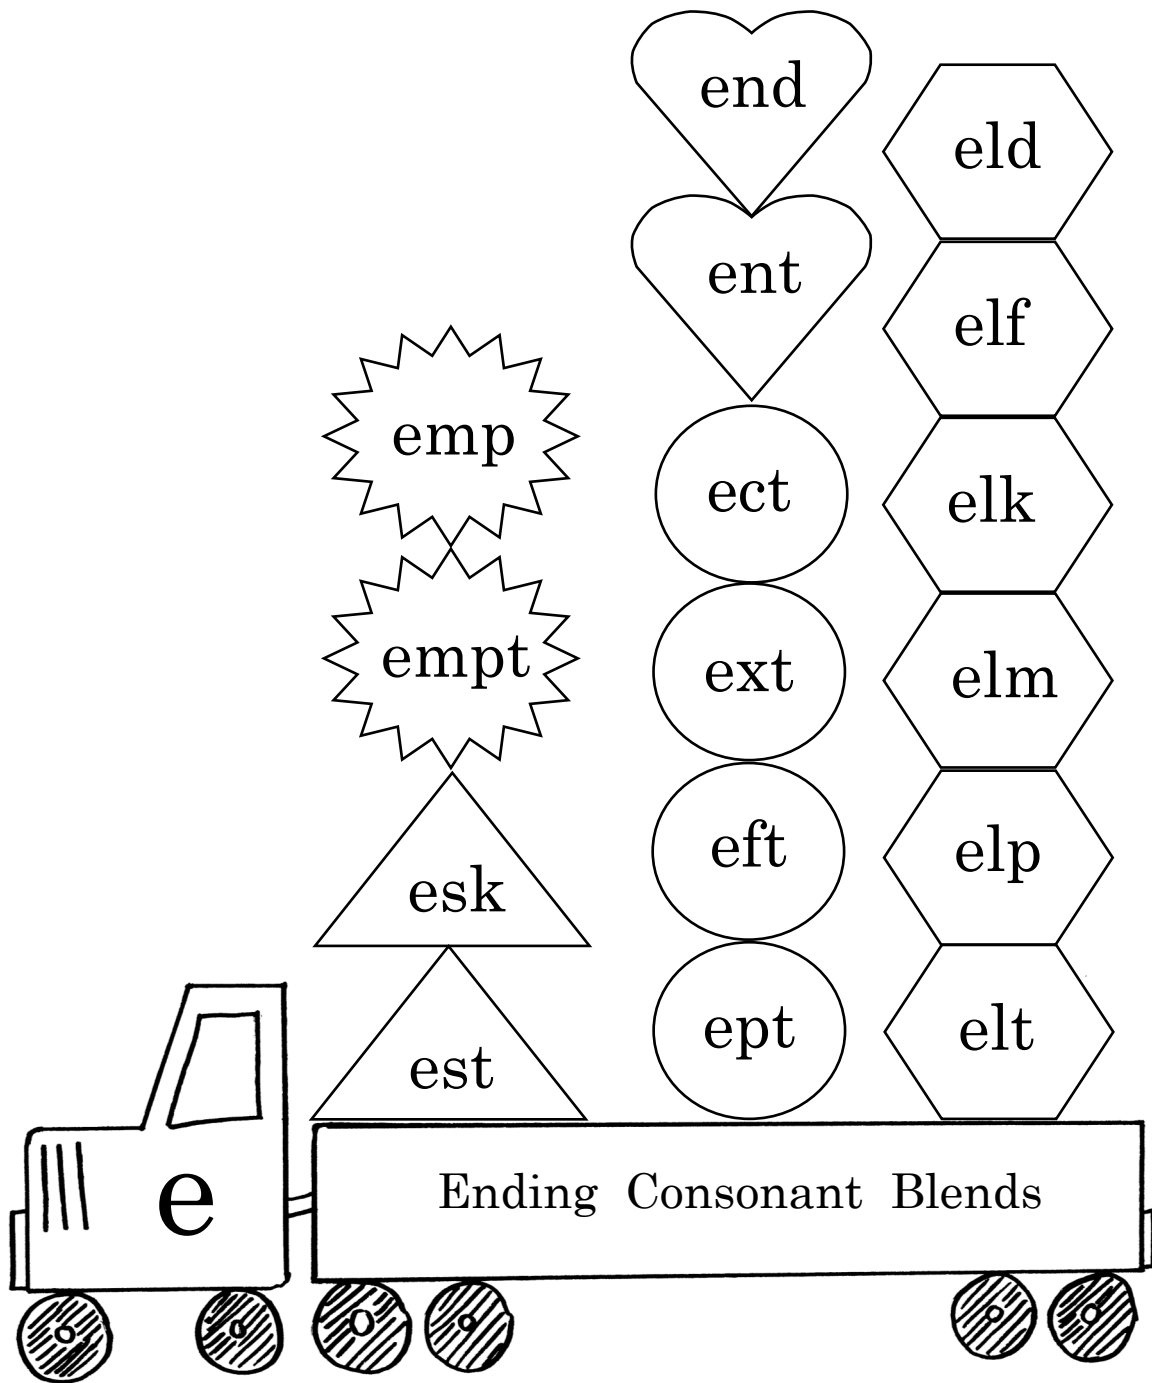 end
eld
ent
elf
emp
ect
elk
empt
ext
elm
esk
eft
elp
est
ept
elt
e
Ending Consonant Blends